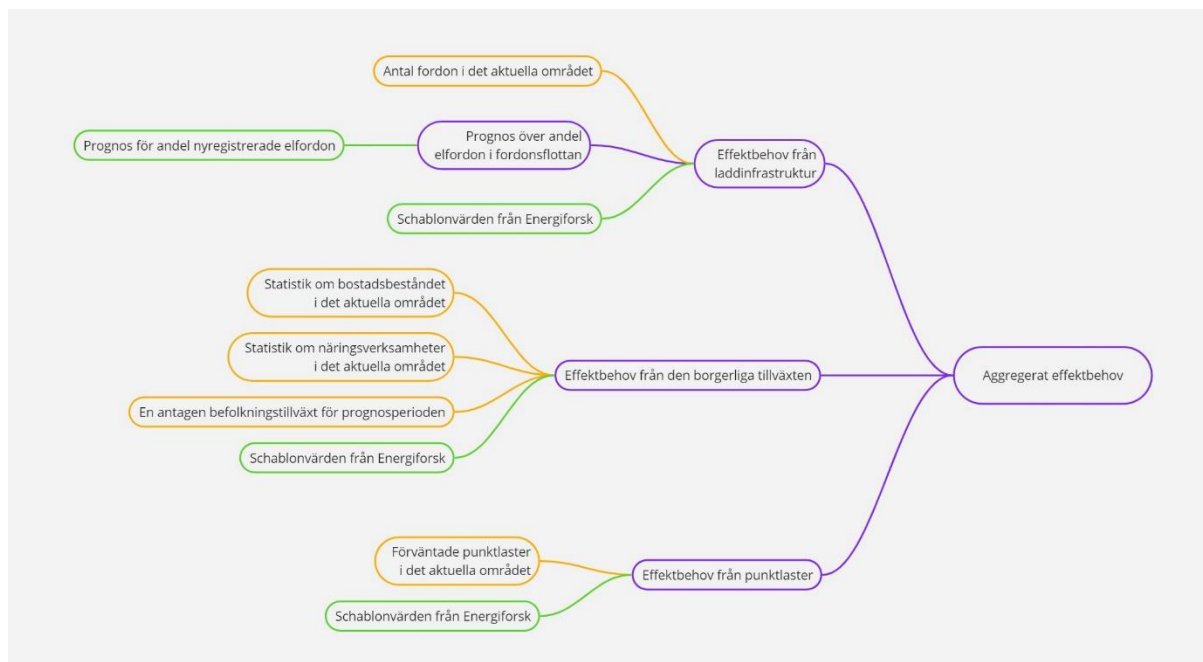 Antal fordon i det aktuella området
Prognos för andel nyregistrerade elfordon
Prognos över andel
elfordon i fordonsflottan
Effektbehov från
laddinfrastruktur
Schablonvärden från Energiforsk
Statistik om bostadsbeståndet
i det aktuella området
Statistik om näringsverksamheter
i det aktuella området
Effektbehov från den borgerliga tillväxten
Aggregerat effektbehov
En antagen befolkningstillväxt för prognosperioden
Schablonvärden från Energiforsk
Förväntade punktlaster
i det aktuella området
Effektbehov från punktlaster
Schablonvärden från Energiforsk